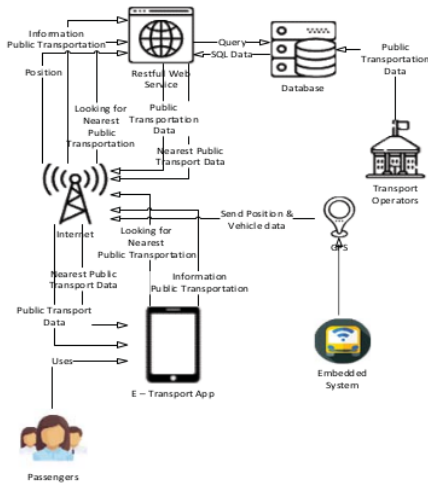 Information
Public Transportation
Position
Query
SQL Data
Restful Web
Service
Database
Public
Transportation
Data
Looking for
Nearest
Public
Transportation
Public
Transportation
Data
Nearest Public
Transport Data
Transport
Operators
Internet
Looking for
Nearest
Public Transportation
Send Position &
Vehicle data
GPS
Nearest Public
Transport Data
Information
Public Transportation
Public Transport
Data
Uses
E – Transport App
Embedded
System
Passengers